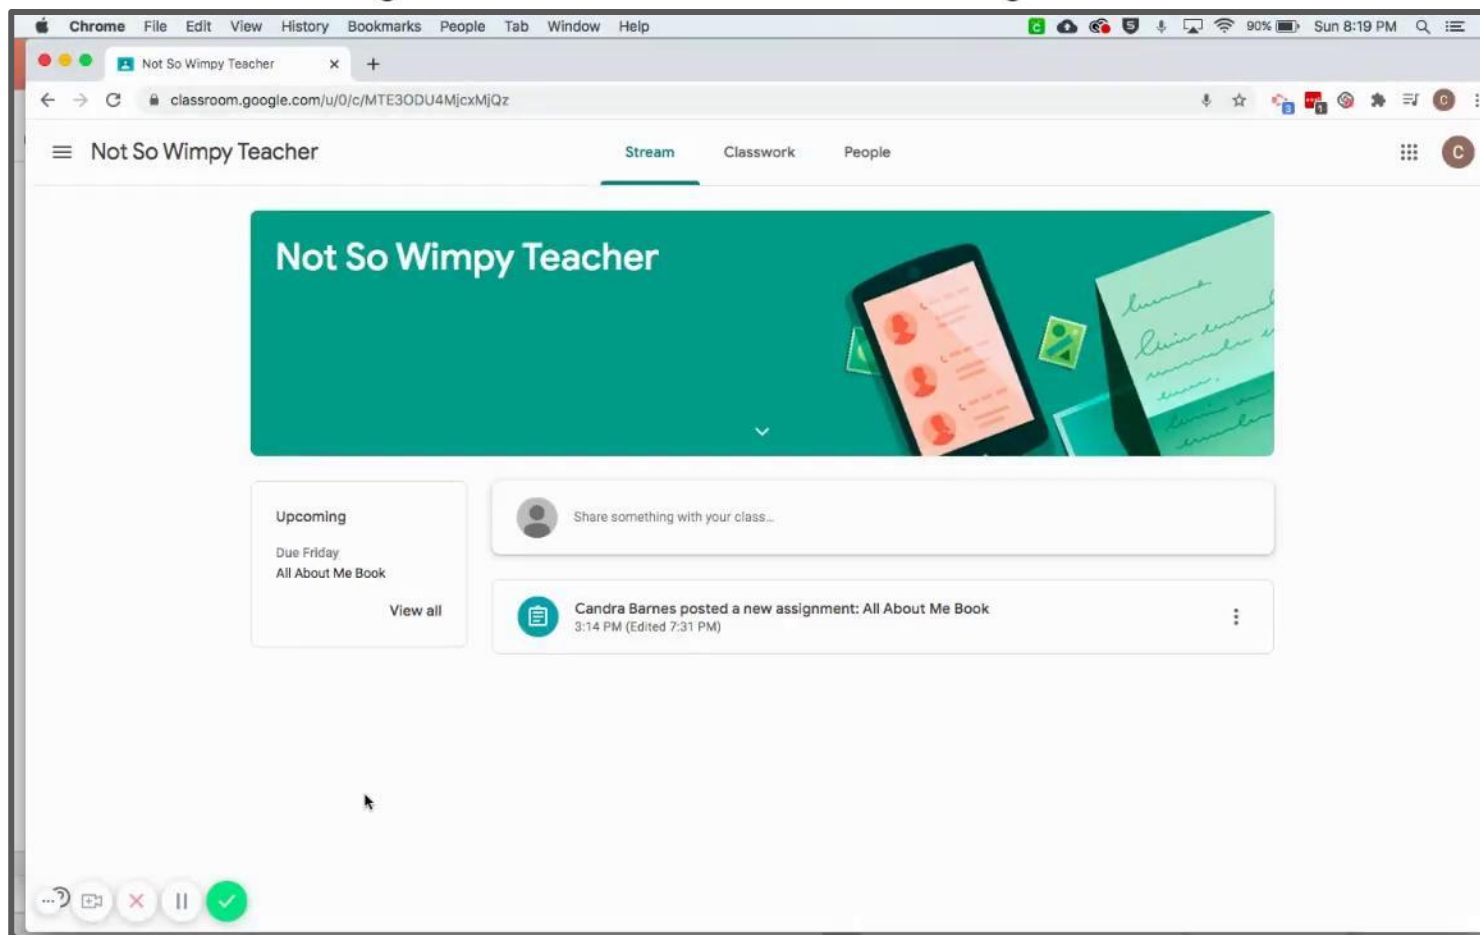 Chrome File Edit View History Bookmarks People Tab Window Help 90% Sun 8:19 PM
Not So Wimpy Teacher
classroom.google.com/u/0/c/MTE3ODU4MjcxMjQz
Not So Wimpy Teacher Stream Classwork People C
Not So Wimpy Teacher
Upcoming
Due Friday
All About Me Book
View all
Share something with your class...
Candra Barnes posted a new assignment: All About Me Book
3:14 PM (Edited 7:31 PM)